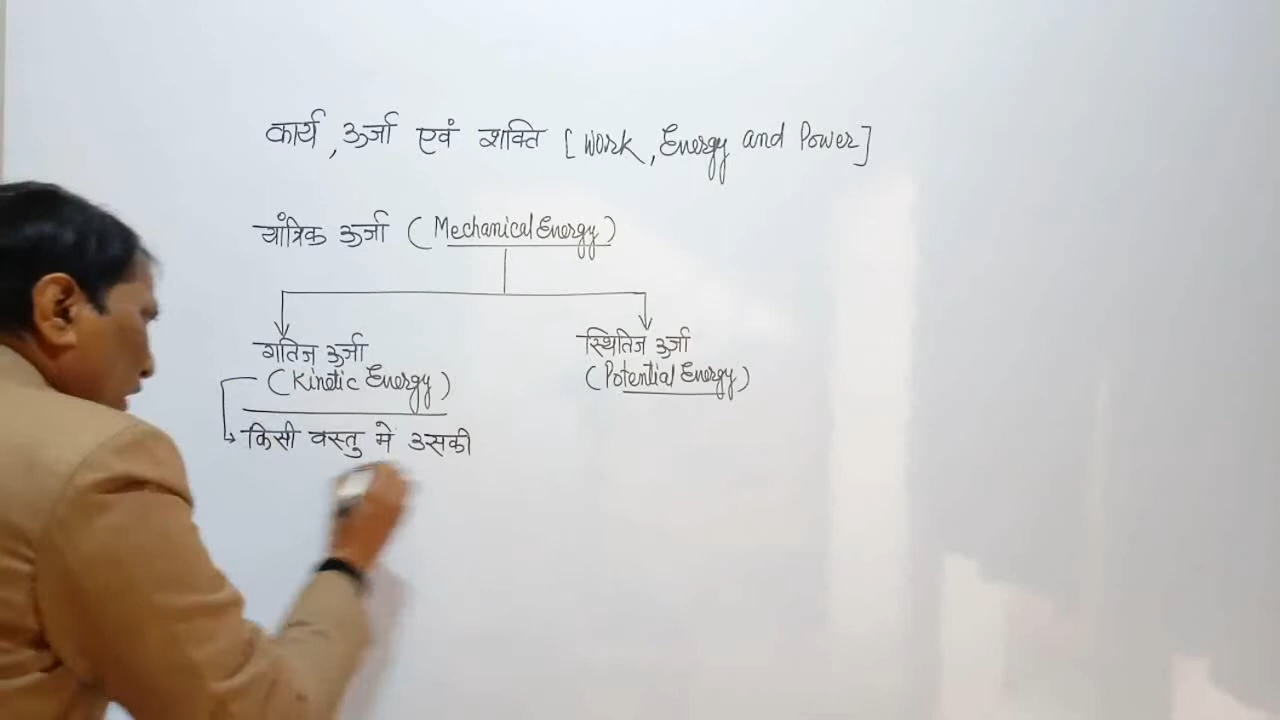 कार्य, ऊर्जा एवं शक्ति [Work, Energy and Power]
यांत्रिक ऊर्जा (Mechanical Energy)
गतिज ऊर्जा
(Kinetic Energy)
स्थितिज ऊर्जा
(Potential Energy)
किसी वस्तु मे उसकी